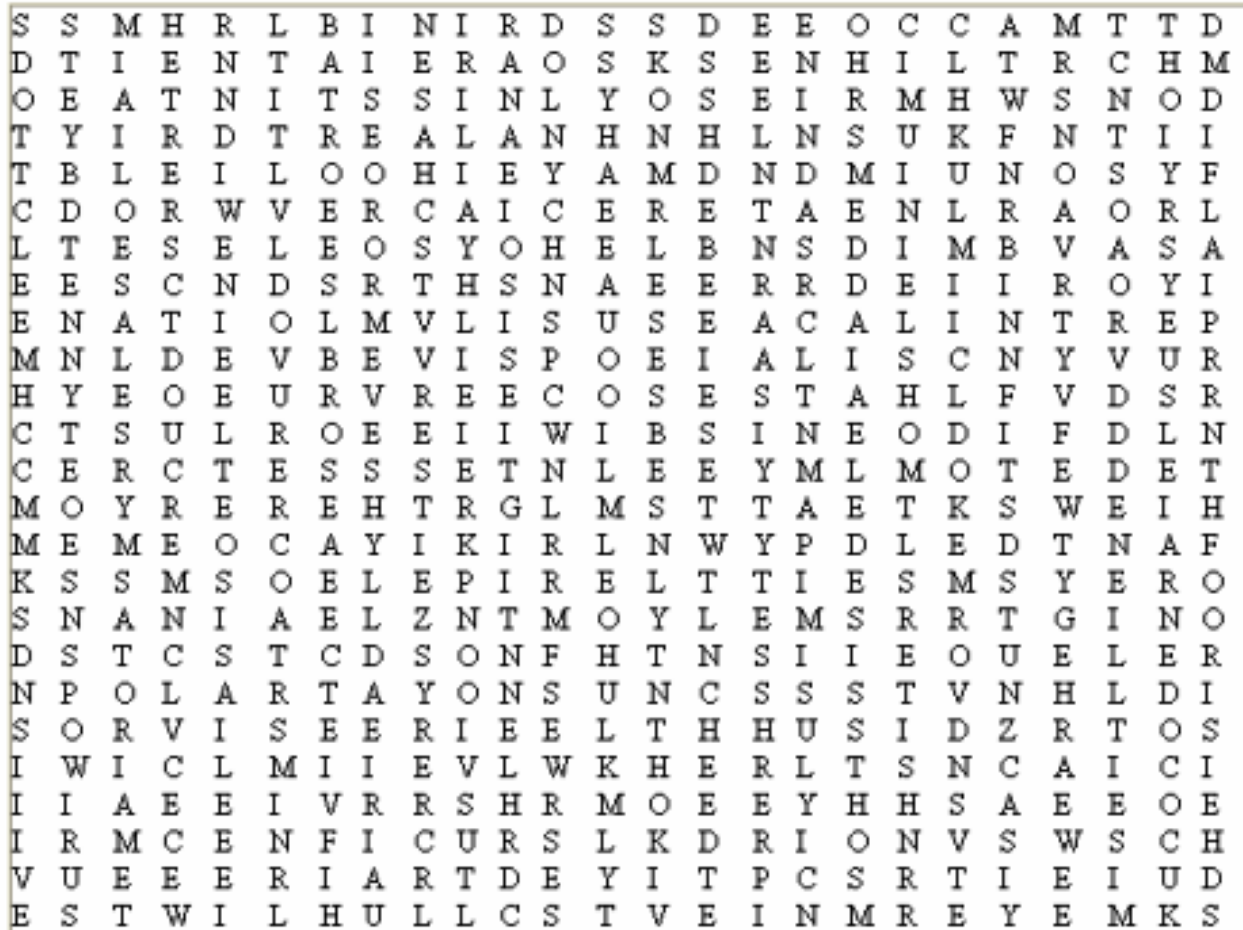 S S M H R L B I N I R D S S D E E O C C A M T T D
D T I E N T A I E R A O S K S E N H I L T R C H M
O E A T N I T S S I N L Y O S E I R M H W S N O D
T Y I R D T R E A L A N H N H L N S U K F N T I I
T B L E I L O O H I E Y A M D N D M I U N O S Y F
C D O R W V E R C A I C E R E T A E N L R A O R L
L T E S E L E O S Y O H E L B N S D I M B V A S A
E E S C N D S R T H S N A E E R R D E I I R O Y I
E N A T I O L M V L I S U S E A C A L I N T R E P
M N L D E V B E V I S P O E I A L I S C N Y V U R
H Y E O E U R V R E E C O S E S T A H L F V D S R
C T S U L R O E E I I W I B S I N E O D I F D L N
C E R C T E S S S E T N L E E Y M L M O T E D E T
M O Y R E R E H T R G L M S T T A E T K S W E I H
M E M E O C A Y I K I R L N W Y P D L E D T N A F
K S S M S O E L E P I R E L T T I E S M S Y E R O
S N A N I A E L Z N T M O Y L E M S R R T G I N O
D S T C S T C D S O N F H T N S I I E O U E L E R
N P O L A R T A Y O N S U N C S S S T V N H L D I
S O R V I S E E R I E E L T H H U S I D Z R T O S
I W I C L M I I E V L W K H E R L T S N C A I C I
I I A E E I V R R S H R M O E E Y H H S A E E O E
I R M C E N F I C U R S L K D R I O N V S W S C H
V U E E E R I A R T D E Y I T P C S R T I E I U D
E S T W I L H U L L C S T V E I N M R E Y E M K S